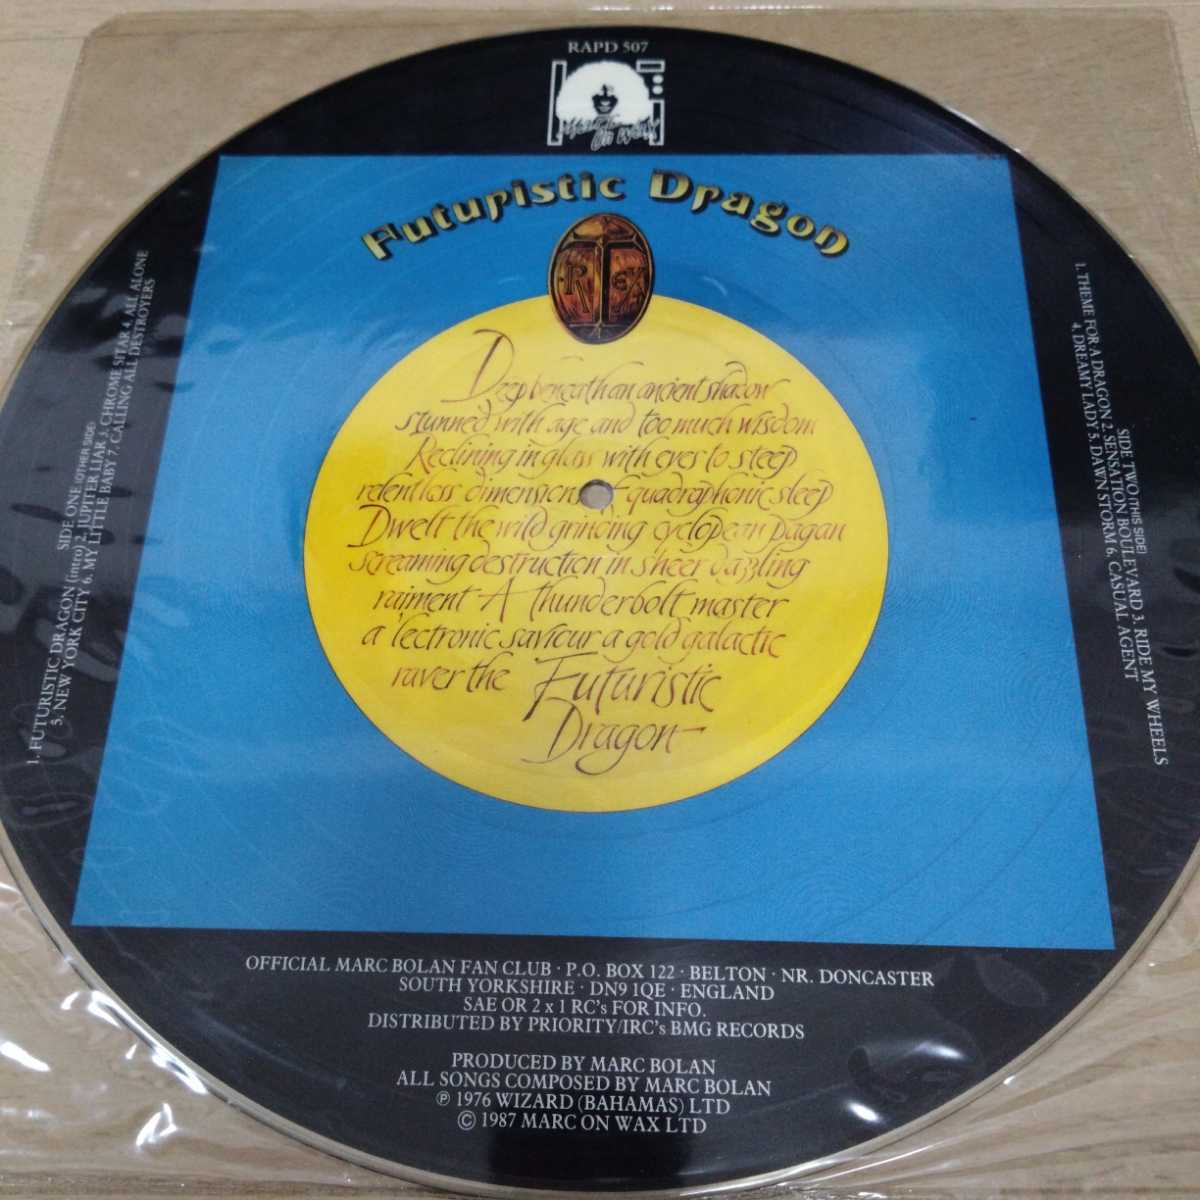 RAPD 507
Marc
On Wax
Futuristic Dragon
T REX
Deep beneath an ancient shadow
stunned with age and too much wisdom
Reclining in glass with eyes to steep
relentless dimensions of quadraphonic sleep
Dwelt the wild grinding cyclopean pagan
screaming destruction in sheer dazzling
raiment A thunderbolt master
a 'lectronic saviour a gold galactic
raver the Futuristic
Dragon
SIDE ONE (OTHER SIDE)
1. FUTURISTIC DRAGON (intro) 2. JUPITER LIAR 3. CHROME SITAR 4. ALL ALONE
5. NEW YORK CITY 6. MY LITTLE BABY 7. CALLING ALL DESTROYERS
SIDE TWO (THIS SIDE)
1. THEME FOR A DRAGON 2. SENSATION BOULEVARD 3. RIDE MY WHEELS
4. DREAMY LADY 5. DAWN STORM 6. CASUAL AGENT
OFFICIAL MARC BOLAN FAN CLUB · P.O. BOX 122 · BELTON · NR. DONCASTER
SOUTH YORKSHIRE · DN9 1QE · ENGLAND
SAE OR 2 x 1 RC's FOR INFO.
DISTRIBUTED BY PRIORITY/IRC's BMG RECORDS
PRODUCED BY MARC BOLAN
ALL SONGS COMPOSED BY MARC BOLAN
℗ 1976 WIZARD (BAHAMAS) LTD
© 1987 MARC ON WAX LTD